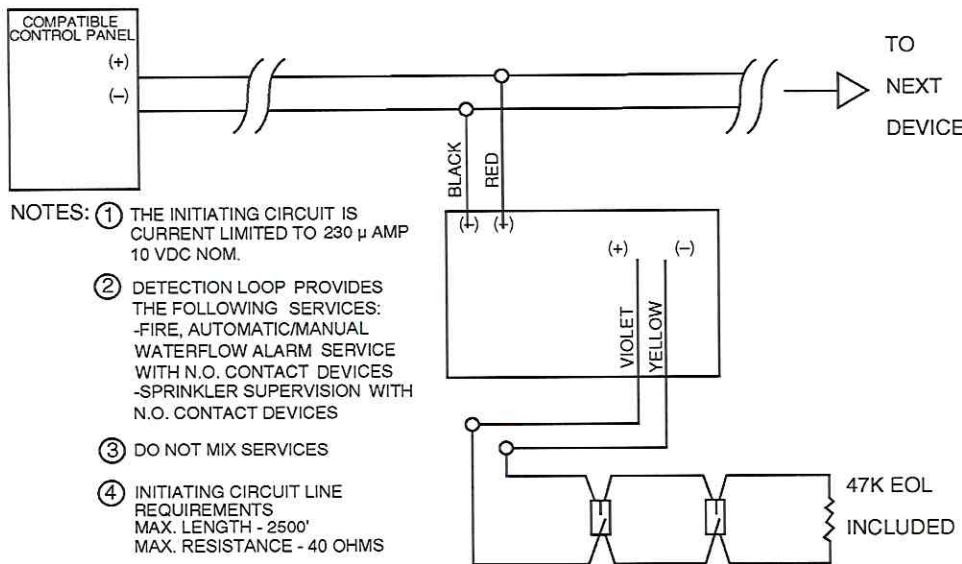 COMPATIBLE
CONTROL PANEL
(+)
(–)
TO
NEXT
DEVICE
BLACK
RED
(–) (+)
(+) (–)
VIOLET
YELLOW
NOTES: 1 THE INITIATING CIRCUIT IS
CURRENT LIMITED TO 230 µ AMP
10 VDC NOM.
2 DETECTION LOOP PROVIDES
THE FOLLOWING SERVICES:
-FIRE, AUTOMATIC/MANUAL
WATERFLOW ALARM SERVICE
WITH N.O. CONTACT DEVICES
-SPRINKLER SUPERVISION WITH
N.O. CONTACT DEVICES
3 DO NOT MIX SERVICES
4 INITIATING CIRCUIT LINE
REQUIREMENTS
MAX. LENGTH - 2500'
MAX. RESISTANCE - 40 OHMS
47K EOL
INCLUDED